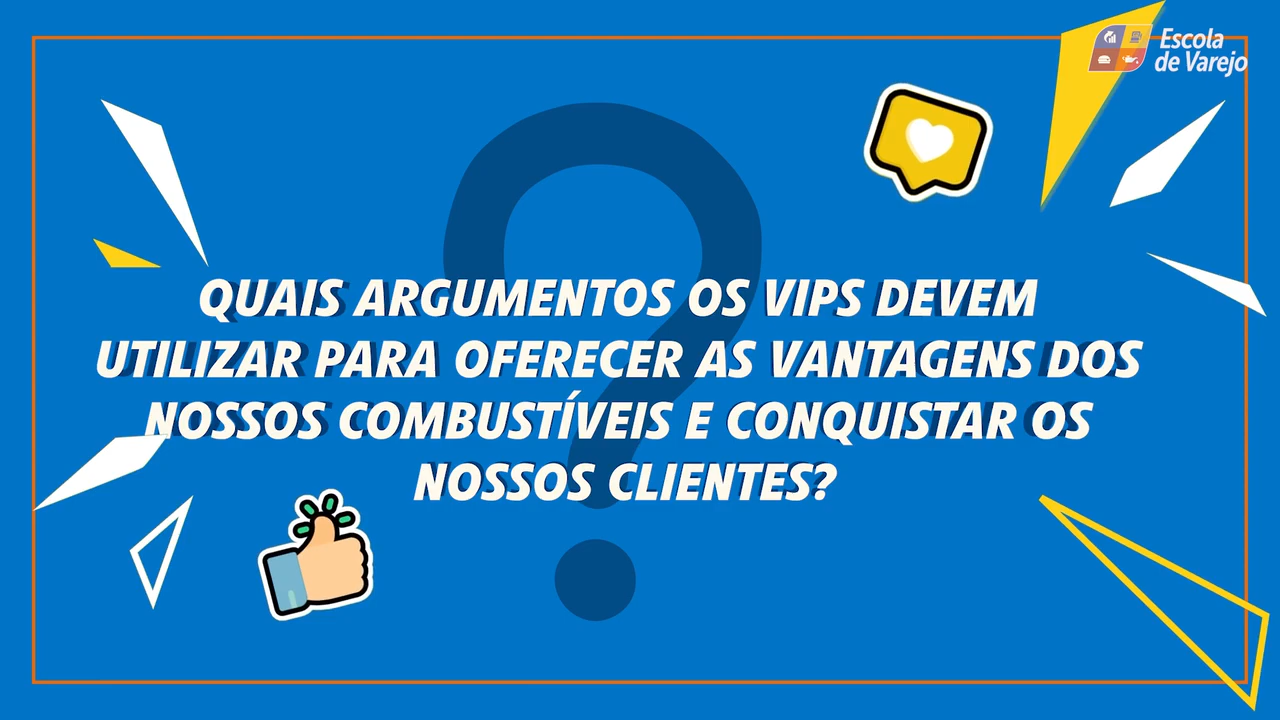 Escola
de Varejo
QUAIS ARGUMENTOS OS VIPS DEVEM
UTILIZAR PARA OFERECER AS VANTAGENS DOS
NOSSOS COMBUSTÍVEIS E CONQUISTAR OS
NOSSOS CLIENTES?